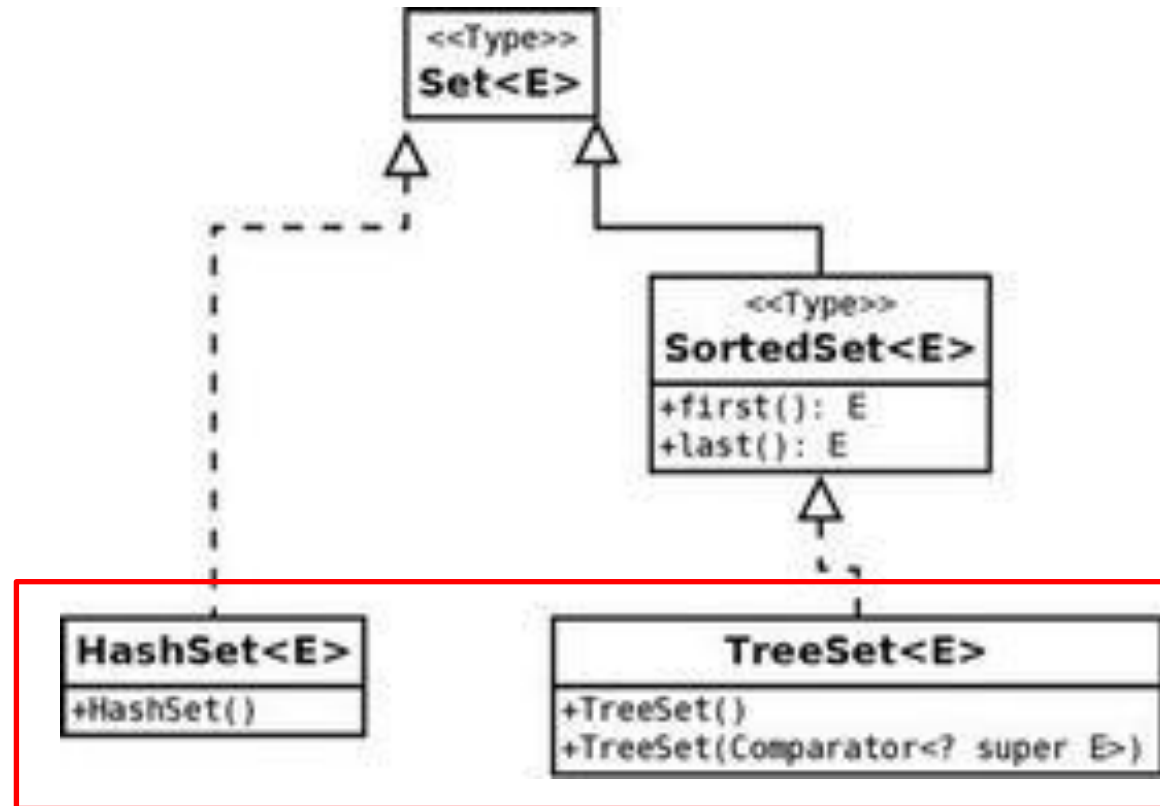 <<Type>>
Set<E>
<<Type>>
SortedSet<E>
+first(): E
+last(): E
HashSet<E>
+HashSet()
TreeSet<E>
+TreeSet()
+TreeSet(Comparator<? super E>)